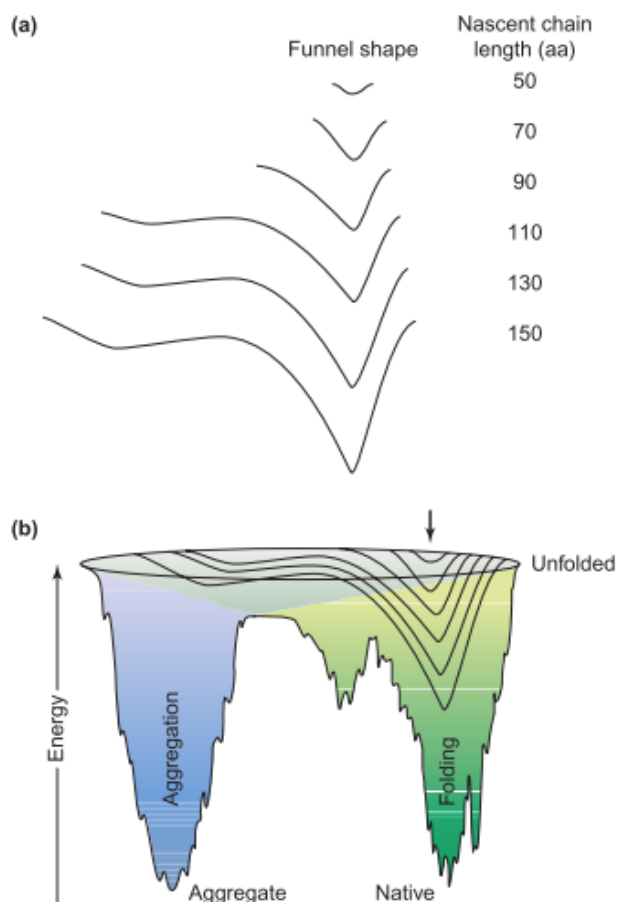 (a)
Funnel shape
Nascent chain
length (aa)
50
70
90
110
130
150
(b)
Unfolded
Energy
Aggregation
Folding
Aggregate
Native